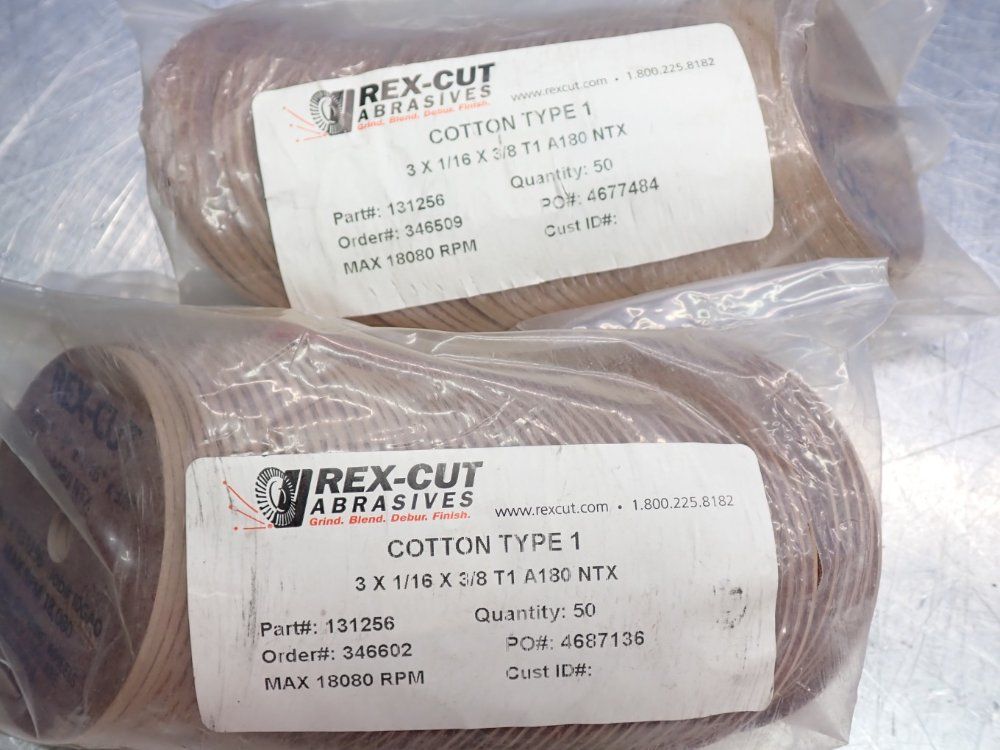 REX-CUT
ABRASIVES
Grind. Blend. Debur. Finish.
www.rexcut.com • 1.800.225.8182
COTTON TYPE 1
3 X 1/16 X 3/8 T1 A180 NTX
Part#: 131256
Quantity: 50
Order#: 346509
PO#: 4677484
MAX 18080 RPM
Cust ID#:
REX-CUT
ABRASIVES
Grind. Blend. Debur. Finish.
www.rexcut.com • 1.800.225.8182
COTTON TYPE 1
3 X 1/16 X 3/8 T1 A180 NTX
Part#: 131256
Quantity: 50
Order#: 346602
PO#: 4687136
MAX 18080 RPM
Cust ID#:
REX-CUT